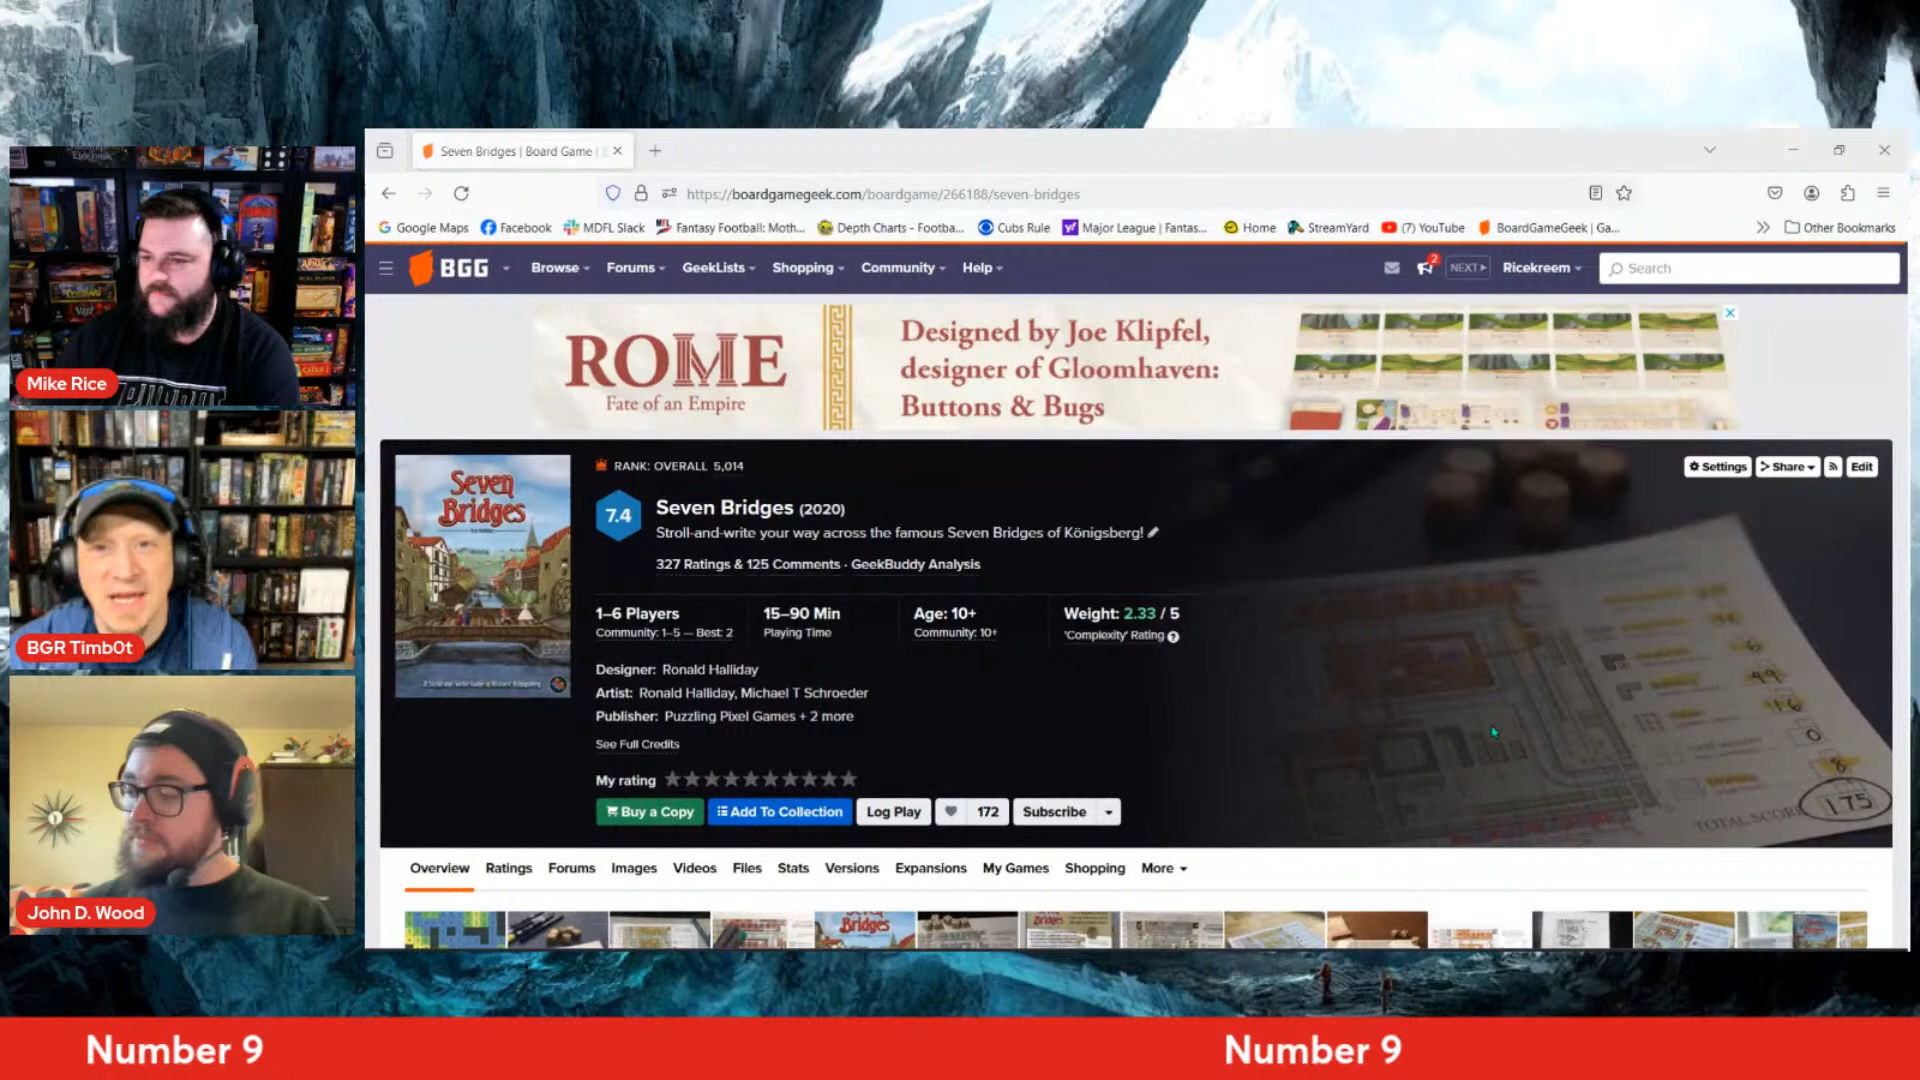 Seven Bridges | Board Game |
https://boardgamegeek.com/boardgame/266188/seven-bridges
Google Maps Facebook MDFL Slack Fantasy Football: Moth... Depth Charts - Footba... Cubs Rule Major League | Fantas... Home StreamYard (7) YouTube BoardGameGeek | Ga... Other Bookmarks
BGG Browse Forums GeekLists Shopping Community Help 2 NEXT Ricekreem Search
ROME
Fate of an Empire
Designed by Joe Klipfel,
designer of Gloomhaven:
Buttons & Bugs
Mike Rice
BGR Timb0t
John D. Wood
Seven
Bridges
RANK: OVERALL 5,014
Settings Share Edit
7.4
Seven Bridges (2020)
Stroll-and-write your way across the famous Seven Bridges of Königsberg!
327 Ratings & 125 Comments · GeekBuddy Analysis
1–6 Players 15–90 Min Age: 10+ Weight: 2.33 / 5
Community: 1–5 — Best: 2 Playing Time Community: 10+ 'Complexity' Rating
Designer: Ronald Halliday
Artist: Ronald Halliday, Michael T Schroeder
Publisher: Puzzling Pixel Games + 2 more
See Full Credits
My rating
Buy a Copy Add To Collection Log Play 172 Subscribe
TOTAL SCORE 175
Overview Ratings Forums Images Videos Files Stats Versions Expansions My Games Shopping More
Number 9 Number 9